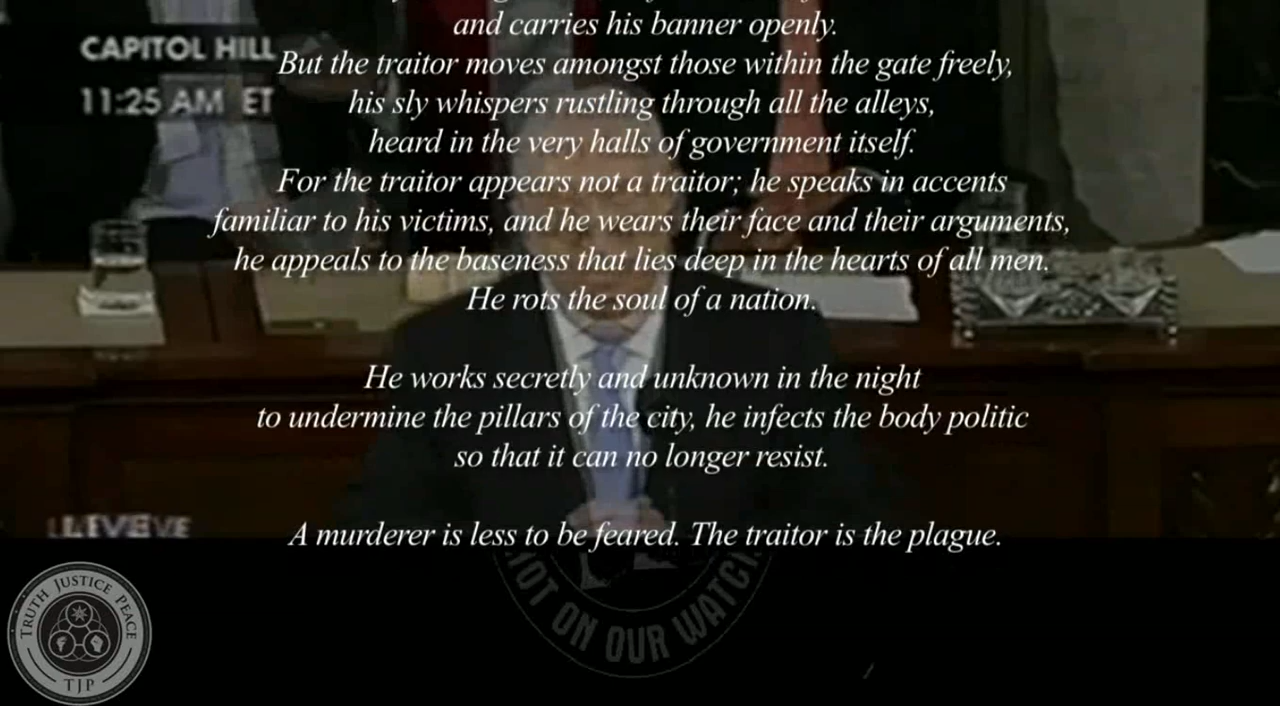 and carries his banner openly.
CAPITOL HILL
But the traitor moves amongst those within the gate freely,
11:25 AM ET
his sly whispers rustling through all the alleys,
heard in the very halls of government itself.
For the traitor appears not a traitor; he speaks in accents
familiar to his victims, and he wears their face and their arguments,
he appeals to the baseness that lies deep in the hearts of all men.
He rots the soul of a nation.
He works secretly and unknown in the night
to undermine the pillars of the city, he infects the body politic
so that it can no longer resist.
A murderer is less to be feared. The traitor is the plague.
ON OUR WATCH
TRUTH JUSTICE PEACE
TJP